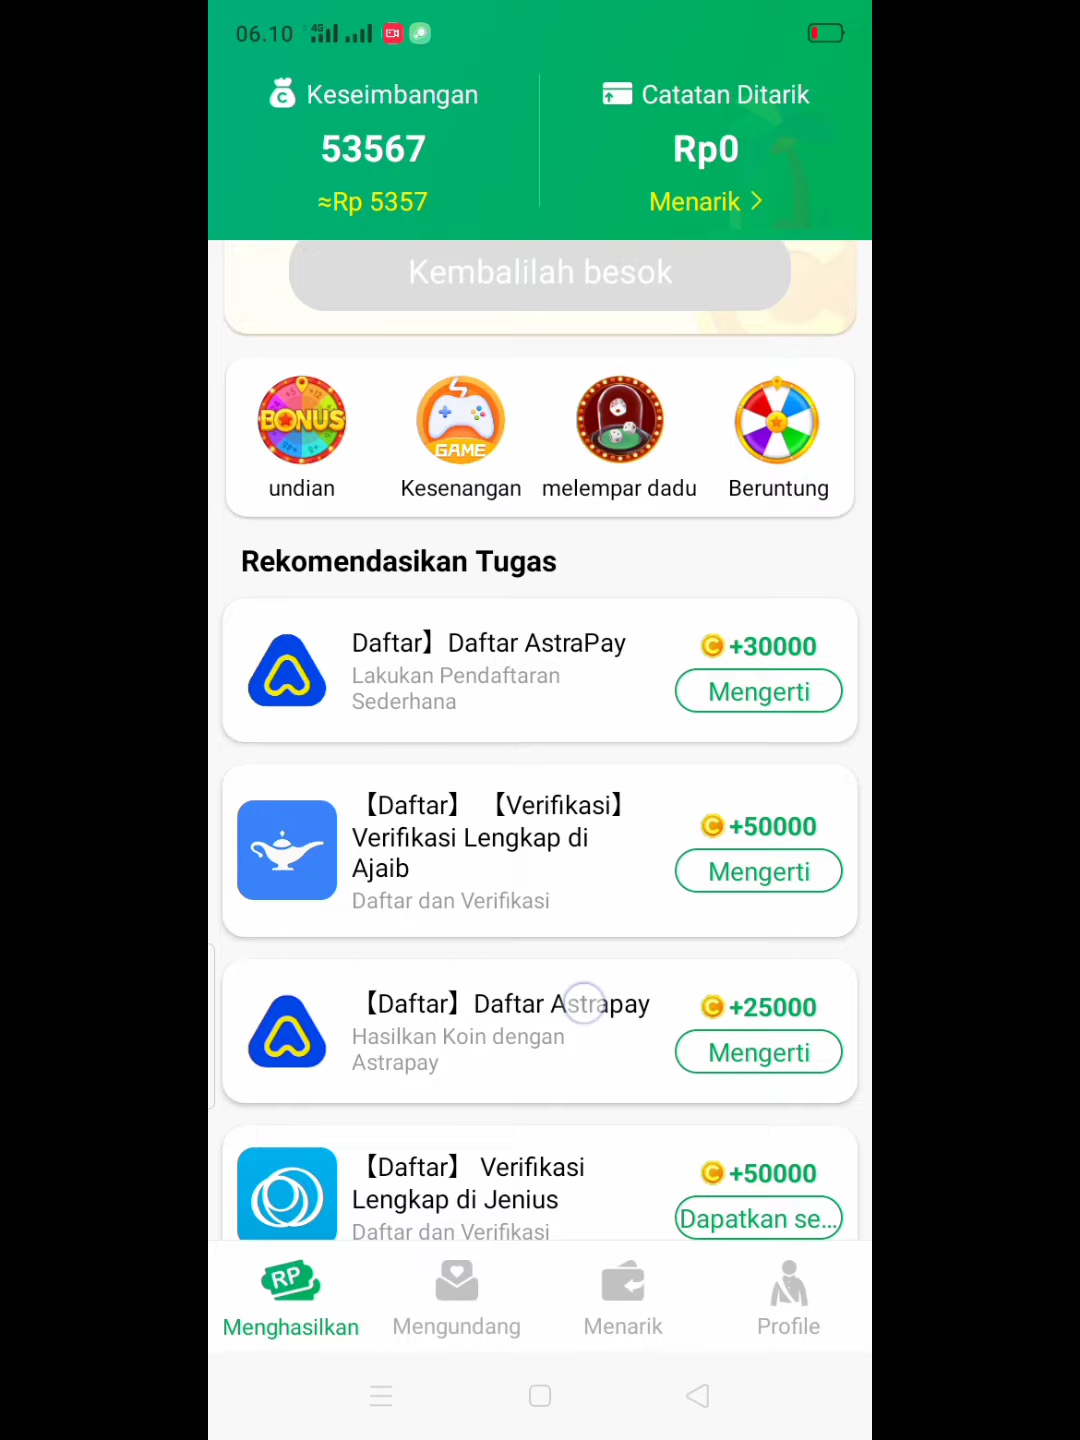 06.10 4G
Keseimbangan
Catatan Ditarik
53567
Rp0
≈Rp 5357
Menarik >
Kembalilah besok
BONUS
GAME
undian
Kesenangan
melempar dadu
Beruntung
Rekomendasikan Tugas
Daftar】Daftar AstraPay
Lakukan Pendaftaran
Sederhana
+30000
Mengerti
【Daftar】 【Verifikasi】
Verifikasi Lengkap di
Ajaib
Daftar dan Verifikasi
+50000
Mengerti
【Daftar】Daftar Astrapay
Hasilkan Koin dengan
Astrapay
+25000
Mengerti
【Daftar】 Verifikasi
Lengkap di Jenius
Daftar dan Verifikasi
+50000
Dapatkan se...
RP
Menghasilkan
Mengundang
Menarik
Profile